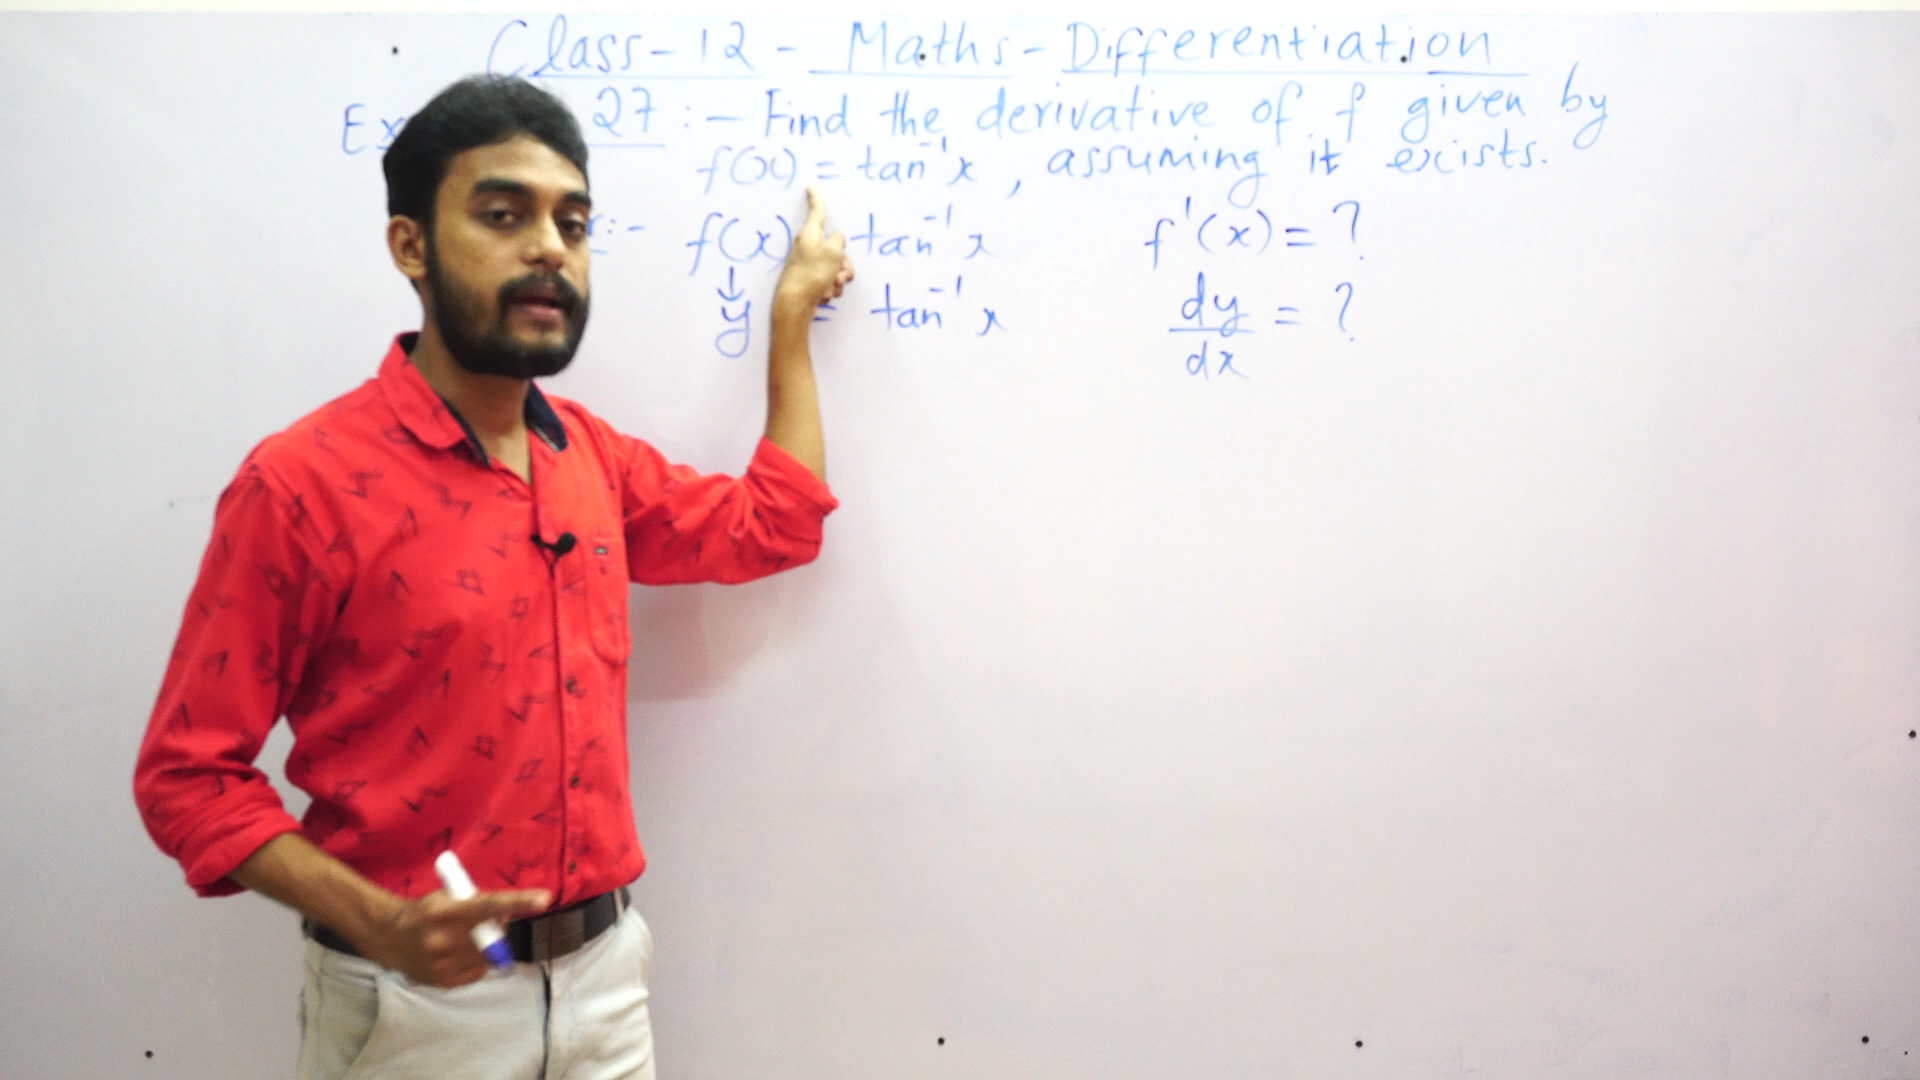 Class-12 - Maths - Differentiation
27 :- Find the derivative of f given by
f(x) = tan⁻¹x , assuming it exists.
:- f(x) tan⁻¹x f'(x) = ?
↓
y = tan⁻¹x dy/dx = ?